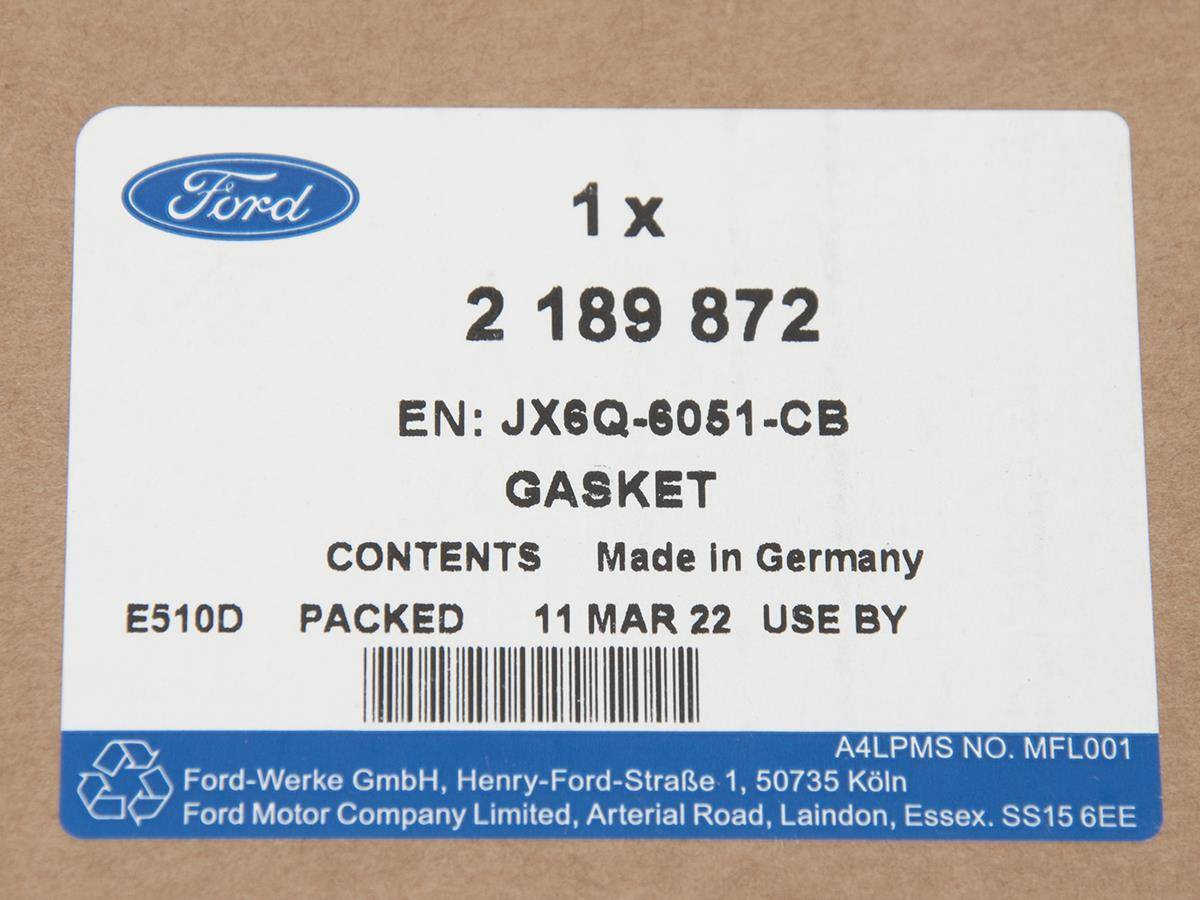 Ford
1 x
2 189 872
EN: JX6Q-6051-CB
GASKET
CONTENTS Made in Germany
E510D PACKED 11 MAR 22 USE BY
A4LPMS NO. MFL001
Ford-Werke GmbH, Henry-Ford-Straße 1, 50735 Köln
Ford Motor Company Limited, Arterial Road, Laindon, Essex. SS15 6EE